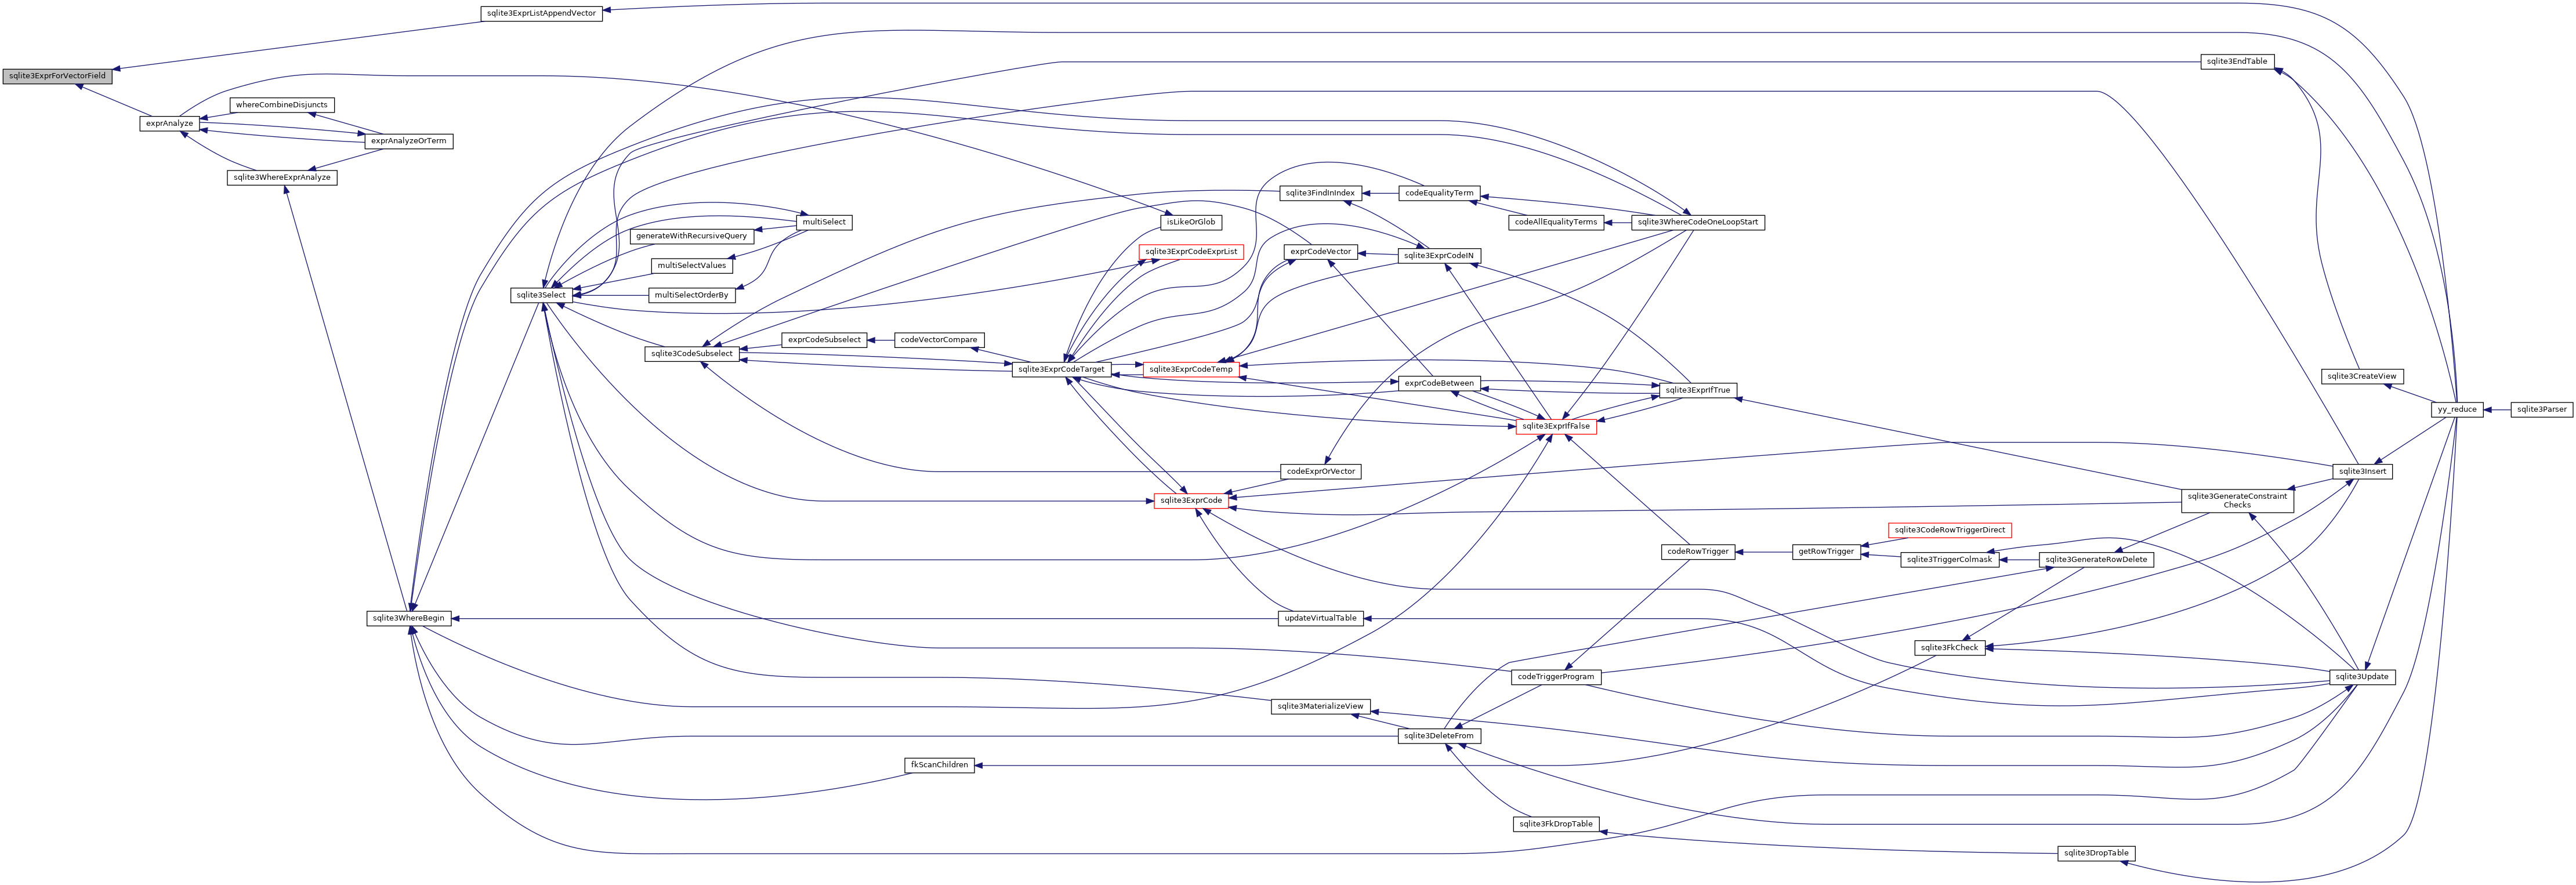 sqlite3ExprListAppendVector
sqlite3EndTable
sqlite3ExprForVectorField
whereCombineDisjuncts
exprAnalyze
exprAnalyzeOrTerm
sqlite3WhereExprAnalyze
sqlite3FindInIndex
codeEqualityTerm
multiSelect
isLikeOrGlob
codeAllEqualityTerms
sqlite3WhereCodeOneLoopStart
generateWithRecursiveQuery
sqlite3ExprCodeExprList
exprCodeVector
sqlite3ExprCodeIN
multiSelectValues
sqlite3Select
multiSelectOrderBy
exprCodeSubselect
codeVectorCompare
sqlite3CodeSubselect
sqlite3ExprCodeTarget
sqlite3ExprCodeTemp
exprCodeBetween
sqlite3ExprIfTrue
sqlite3CreateView
yy_reduce
sqlite3Parser
sqlite3ExprIfFalse
codeExprOrVector
sqlite3Insert
sqlite3ExprCode
sqlite3GenerateConstraint
Checks
sqlite3CodeRowTriggerDirect
codeRowTrigger
getRowTrigger
sqlite3TriggerColmask
sqlite3GenerateRowDelete
sqlite3WhereBegin
updateVirtualTable
sqlite3FkCheck
codeTriggerProgram
sqlite3Update
sqlite3MaterializeView
sqlite3DeleteFrom
fkScanChildren
sqlite3FkDropTable
sqlite3DropTable